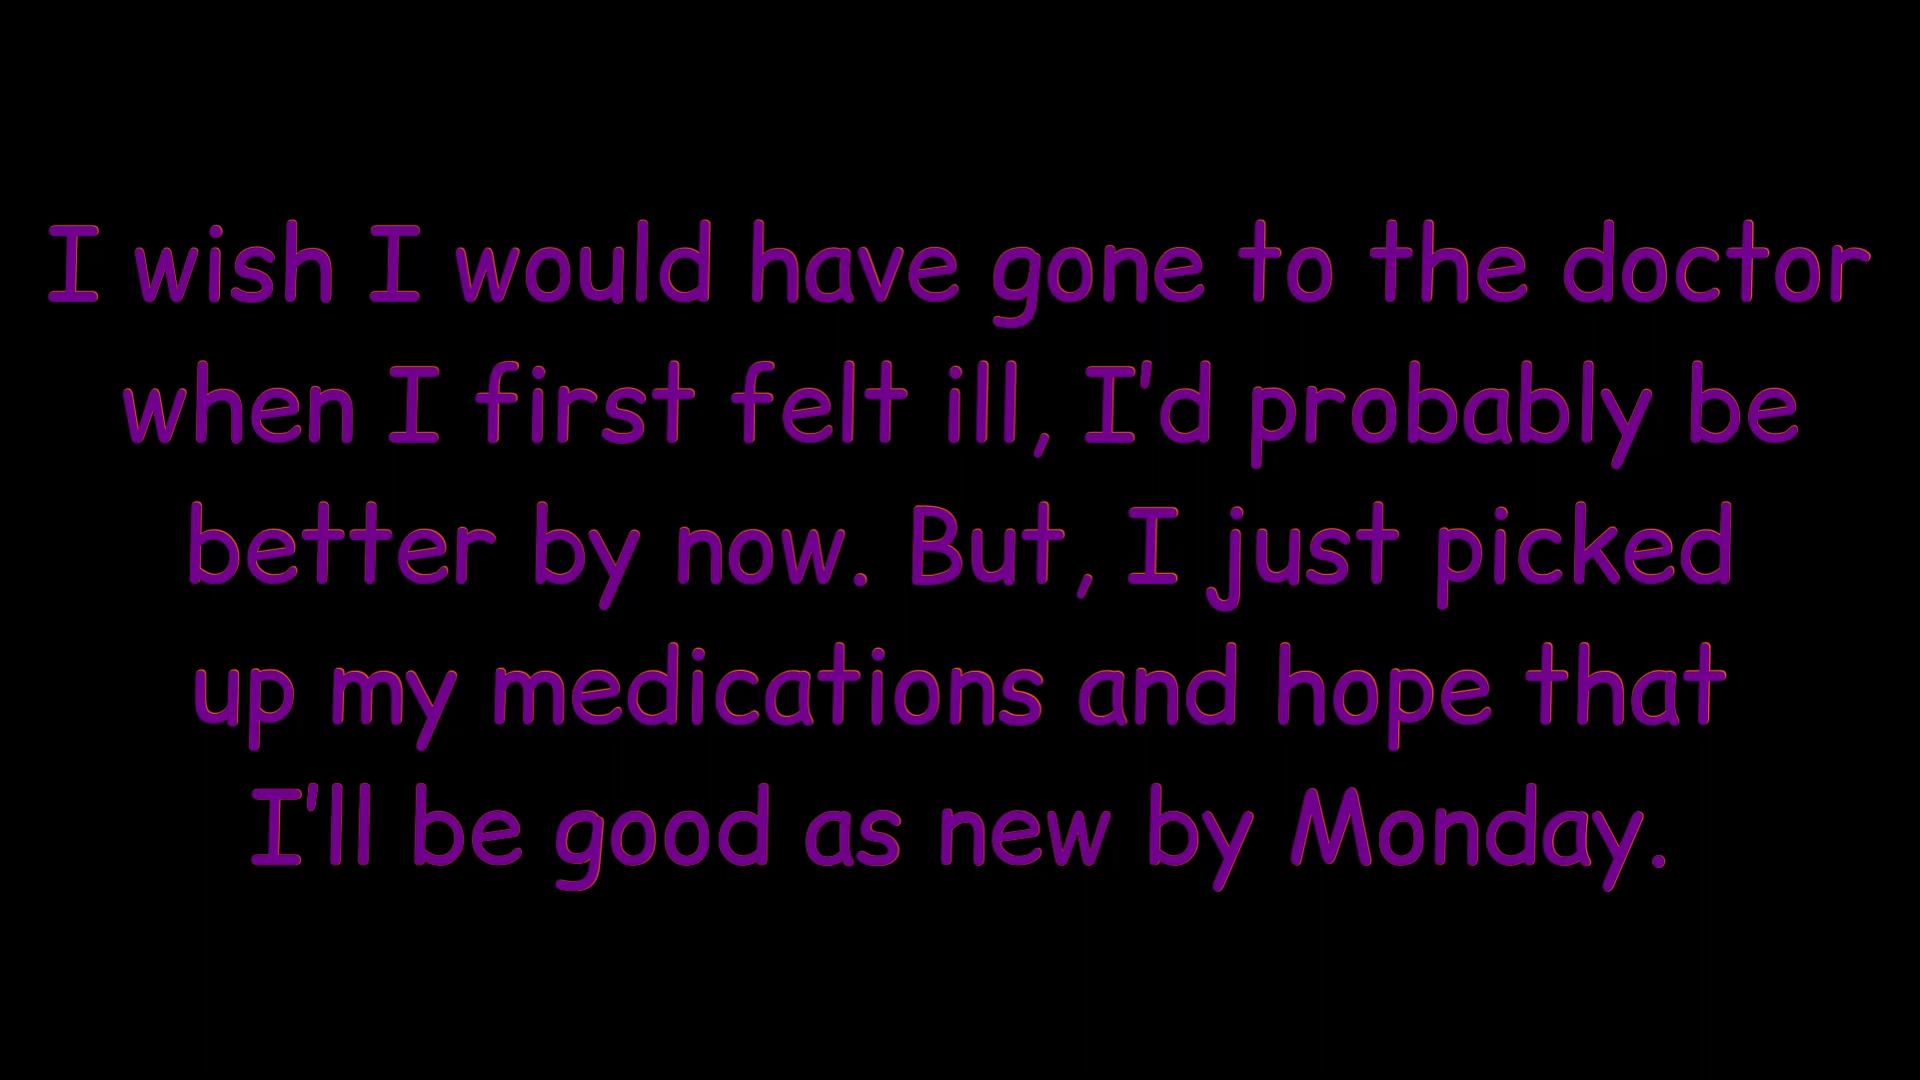 I wish I would have gone to the doctor
when I first felt ill, I'd probably be
better by now. But, I just picked
up my medications and hope that
I'll be good as new by Monday.